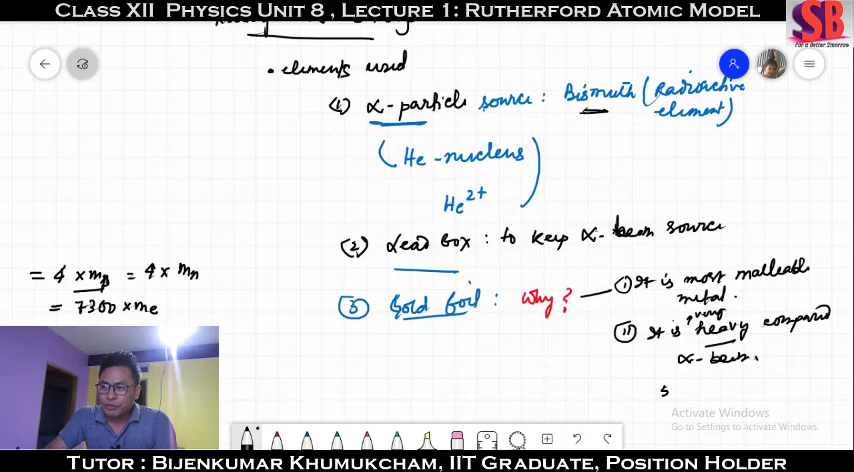 CLASS XII PHYSICS UNIT 8 , LECTURE 1: RUTHERFORD ATOMIC MODEL
SB
For a better 2morrow
• elements used
(1) α-particle source: Bismuth (Radioactive element)
(He-nucleus
He2+)
(2) Lead box: to keep α-beam source
(3) Gold foil: Why? — (i) It is most malleable
metal.
(ii) It is very heavy compared
α-beam.
s
= 4 × mp = 4 × mn
= 7300 × me
Activate Windows
Go to Settings to activate Windows.
TUTOR : BIJENKUMAR KHUMUKCHAM, IIT GRADUATE, POSITION HOLDER